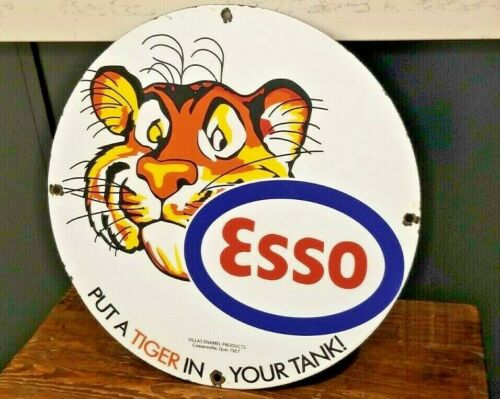 Esso
VILLAS ENAMEL PRODUCTS
Cowansville, Que. 1957
PUT A TIGER IN YOUR TANK!